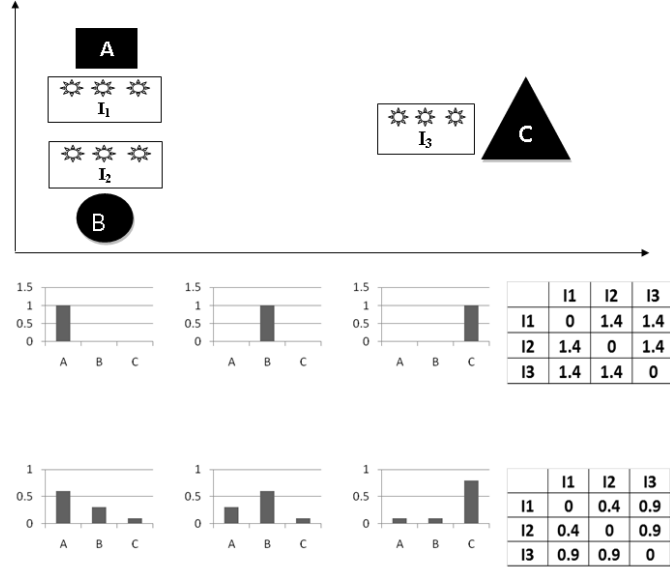 A
I1
I2
B
I3
C
1.5
1
0.5
0
A B C
1.5
1
0.5
0
A B C
1.5
1
0.5
0
A B C
I1 I2 I3
I1 0 1.4 1.4
I2 1.4 0 1.4
I3 1.4 1.4 0
1
0.5
0
A B C
1
0.5
0
A B C
1
0.5
0
A B C
I1 I2 I3
I1 0 0.4 0.9
I2 0.4 0 0.9
I3 0.9 0.9 0